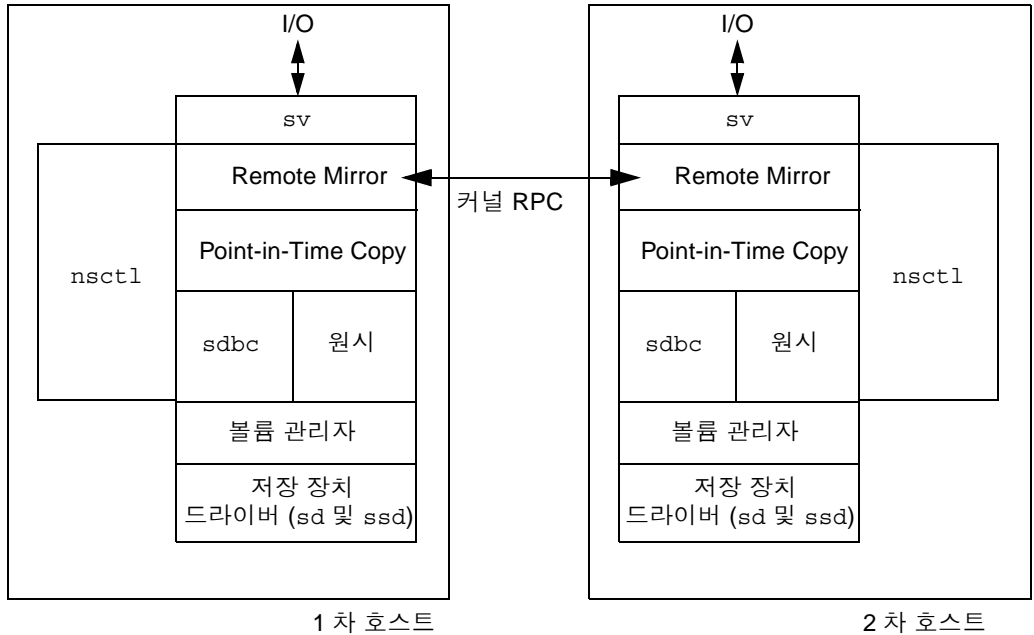 I/O
sv
Remote Mirror
Point-in-Time Copy
nsctl
sdbc
원시
볼륨 관리자
저장 장치
드라이버 (sd 및 ssd)
1 차 호스트
커널 RPC
I/O
sv
Remote Mirror
Point-in-Time Copy
nsctl
sdbc
원시
볼륨 관리자
저장 장치
드라이버 (sd 및 ssd)
2 차 호스트